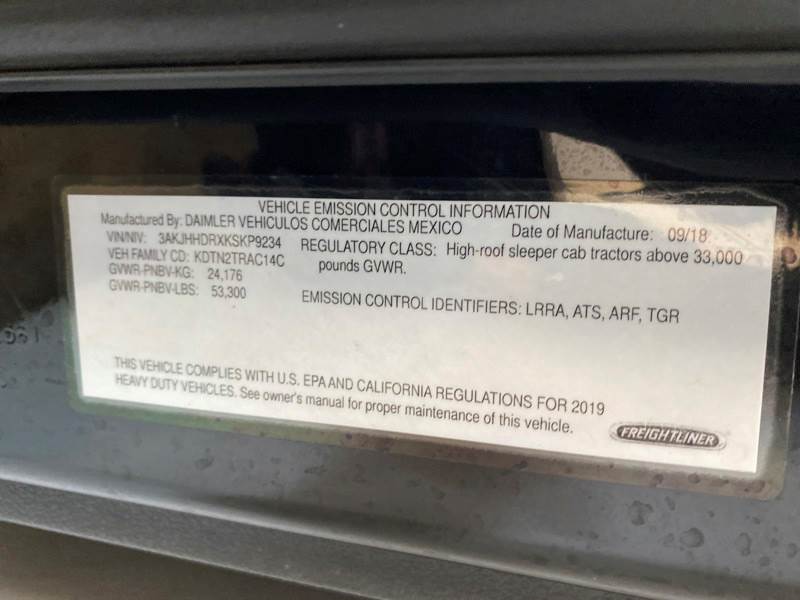 VEHICLE EMISSION CONTROL INFORMATION
Manufactured By: DAIMLER VEHICULOS COMERCIALES MEXICO Date of Manufacture: 09/18
VIN/NIV: 3AKJHHDRXKSKP9234 REGULATORY CLASS: High-roof sleeper cab tractors above 33,000
VEH FAMILY CD: KDTN2TRAC14C pounds GVWR.
GVWR-PNBV-KG: 24,176
GVWR-PNBV-LBS: 53,300 EMISSION CONTROL IDENTIFIERS: LRRA, ATS, ARF, TGR
THIS VEHICLE COMPLIES WITH U.S. EPA AND CALIFORNIA REGULATIONS FOR 2019
HEAVY DUTY VEHICLES. See owner's manual for proper maintenance of this vehicle.
FREIGHTLINER